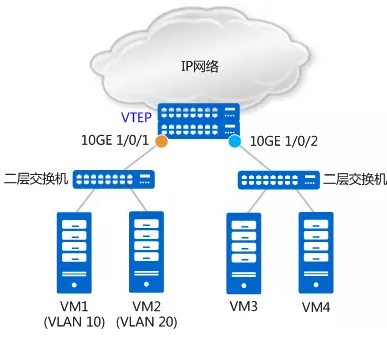 IP网络
VTEP
10GE 1/0/1
10GE 1/0/2
二层交换机
二层交换机
VM1
(VLAN 10)
VM2
(VLAN 20)
VM3
VM4